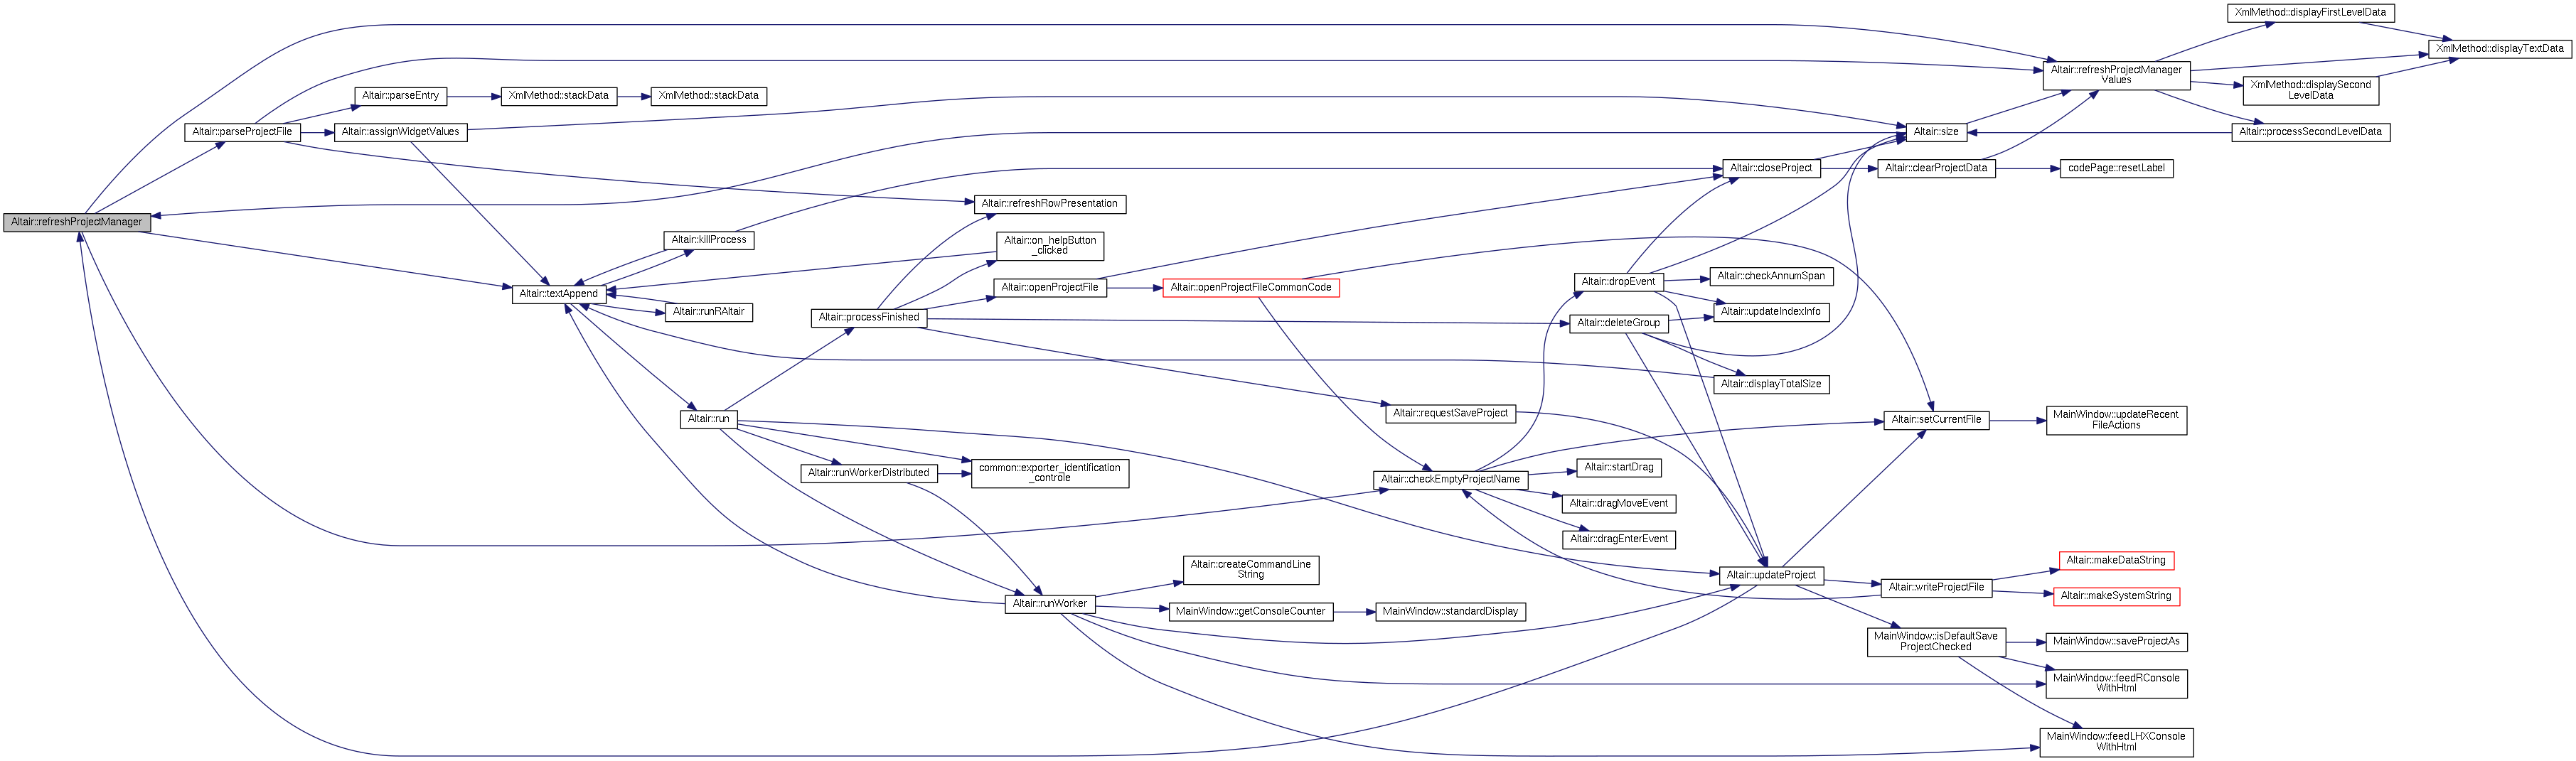 XmlMethod::displayFirstLevelData
XmlMethod::displayTextData
Altair::refreshProjectManager
Values
XmlMethod::displaySecond
LevelData
Altair::parseEntry
XmlMethod::stackData
XmlMethod::stackData
Altair::parseProjectFile
Altair::assignWidgetValues
Altair::size
Altair::processSecondLevelData
Altair::closeProject
Altair::clearProjectData
codePage::resetLabel
Altair::refreshRowPresentation
Altair::refreshProjectManager
Altair::killProcess
Altair::on_helpButton
_clicked
Altair::textAppend
Altair::openProjectFile
Altair::openProjectFileCommonCode
Altair::dropEvent
Altair::checkAnnumSpan
Altair::runRAltair
Altair::processFinished
Altair::deleteGroup
Altair::updateIndexInfo
Altair::displayTotalSize
Altair::run
Altair::requestSaveProject
Altair::setCurrentFile
MainWindow::updateRecent
FileActions
Altair::runWorkerDistributed
common::exporter_identification
_controle
Altair::checkEmptyProjectName
Altair::startDrag
Altair::dragMoveEvent
Altair::dragEnterEvent
Altair::createCommandLine
String
Altair::updateProject
Altair::writeProjectFile
Altair::makeDataString
Altair::makeSystemString
Altair::runWorker
MainWindow::getConsoleCounter
MainWindow::standardDisplay
MainWindow::isDefaultSave
ProjectChecked
MainWindow::saveProjectAs
MainWindow::feedRConsole
WithHtml
MainWindow::feedLHXConsole
WithHtml